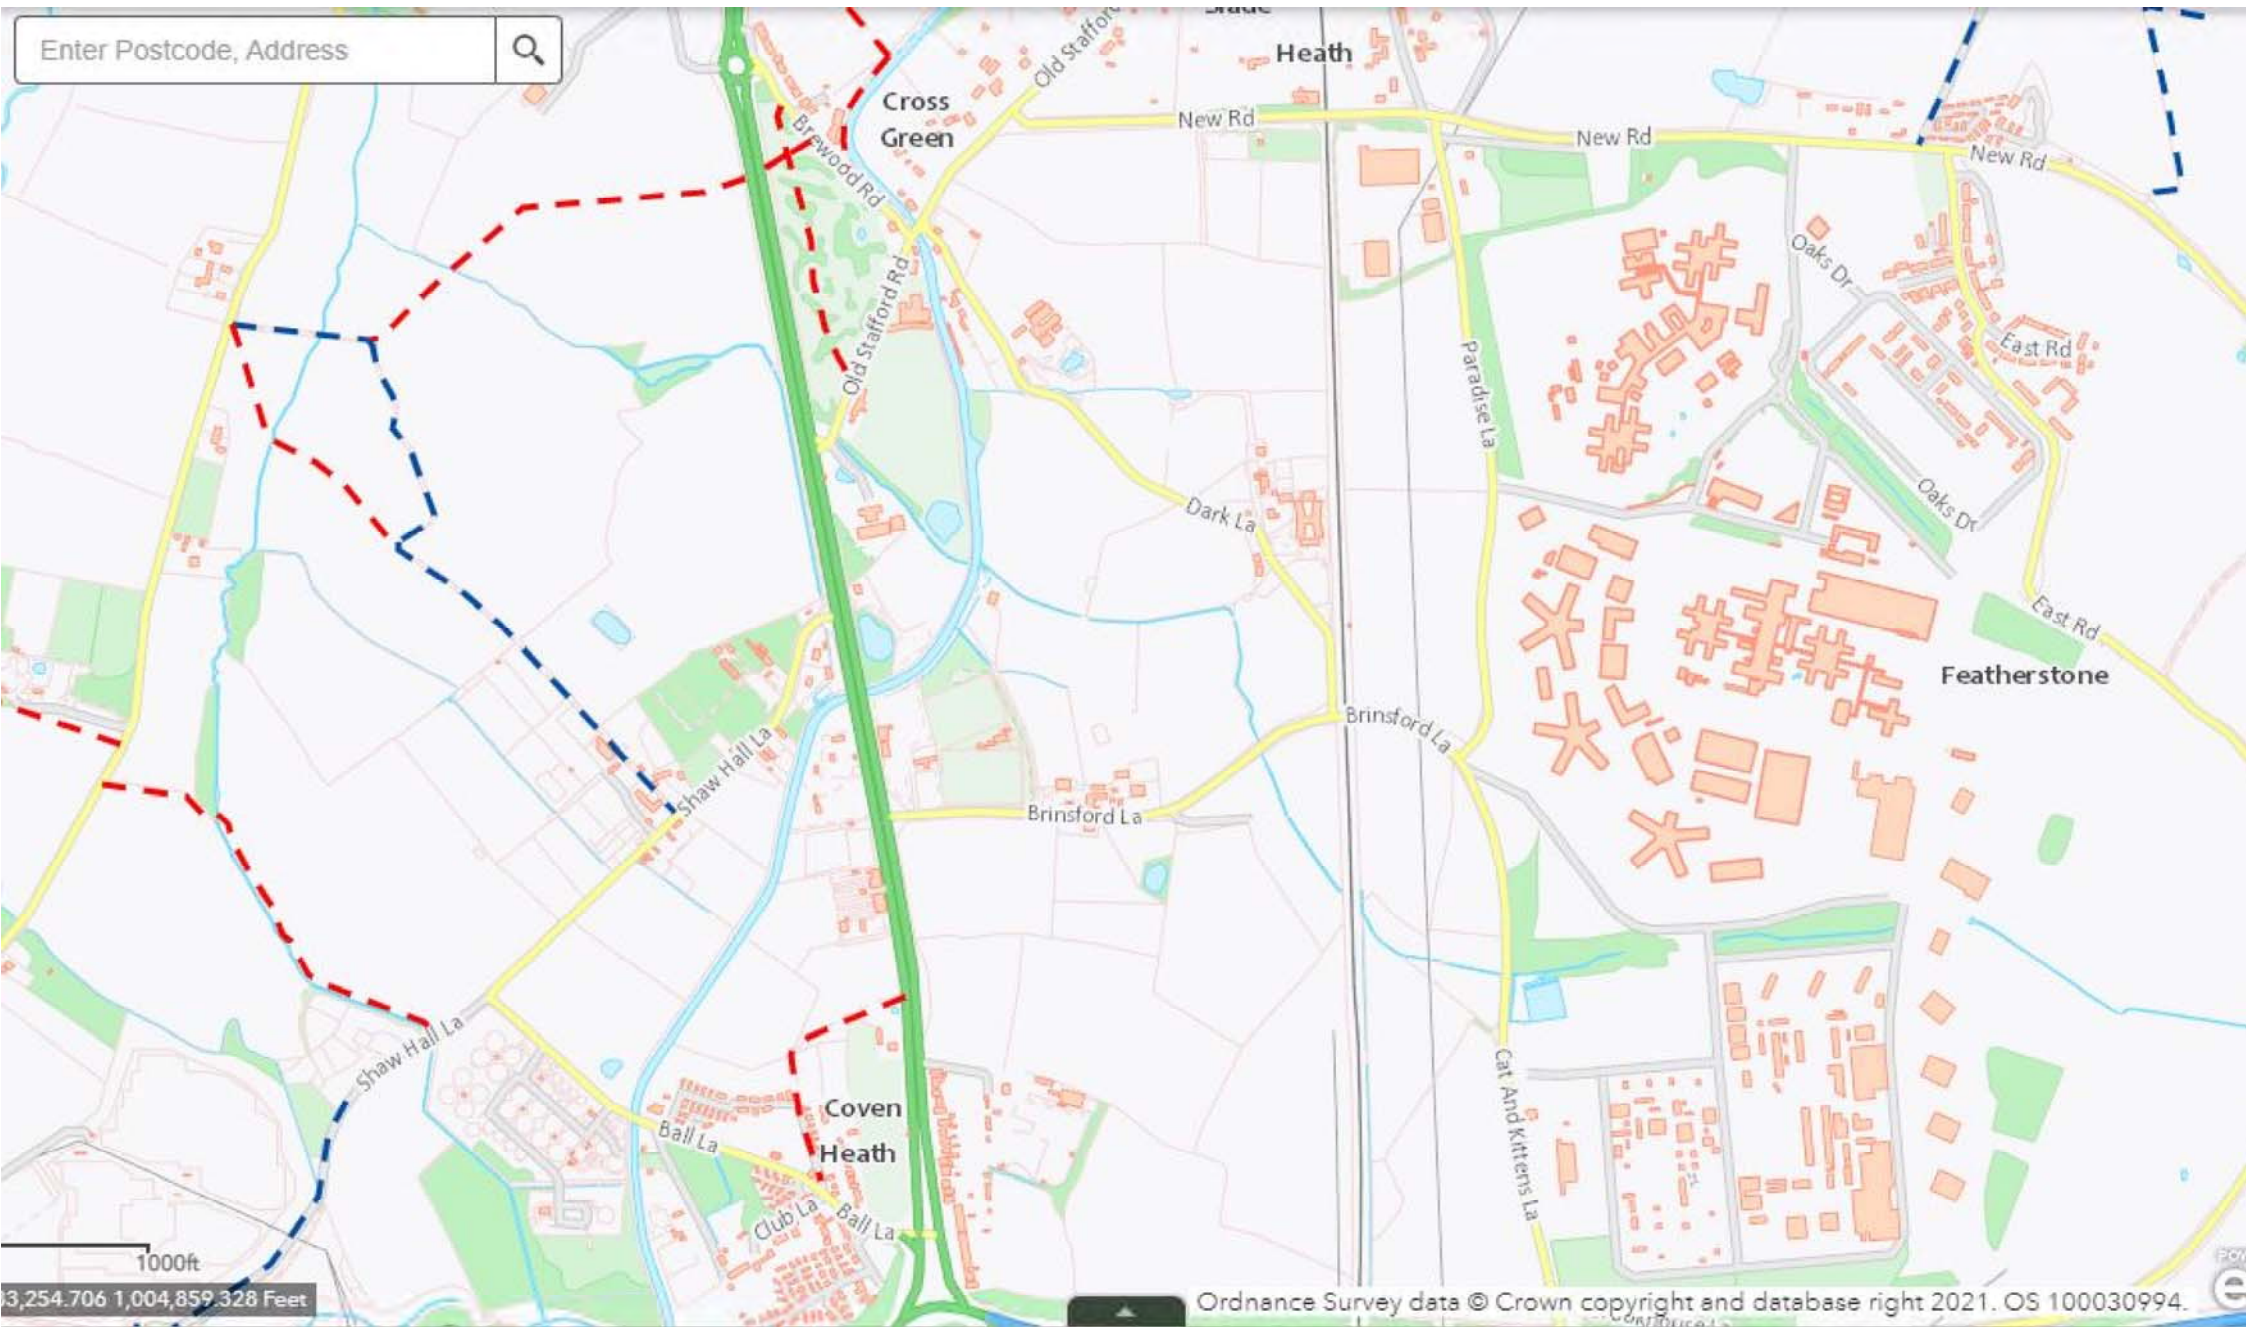 Enter Postcode, Address
Heath
Old Stafford
Cross
Green
New Rd
New Rd
New Rd
Brewood Rd
Oaks Dr
Old Stafford Rd
East Rd
Paradise La
Dark La
Oaks Dr
East Rd
Featherstone
Brinsford La
Shaw Hall La
Brinsford La
Shaw Hall La
Cat And Kittens La
Coven
Heath
Ball La
Club La
Ball La
1000ft
33,254.706 1,004,859.328 Feet
Ordnance Survey data © Crown copyright and database right 2021. OS 100030994.